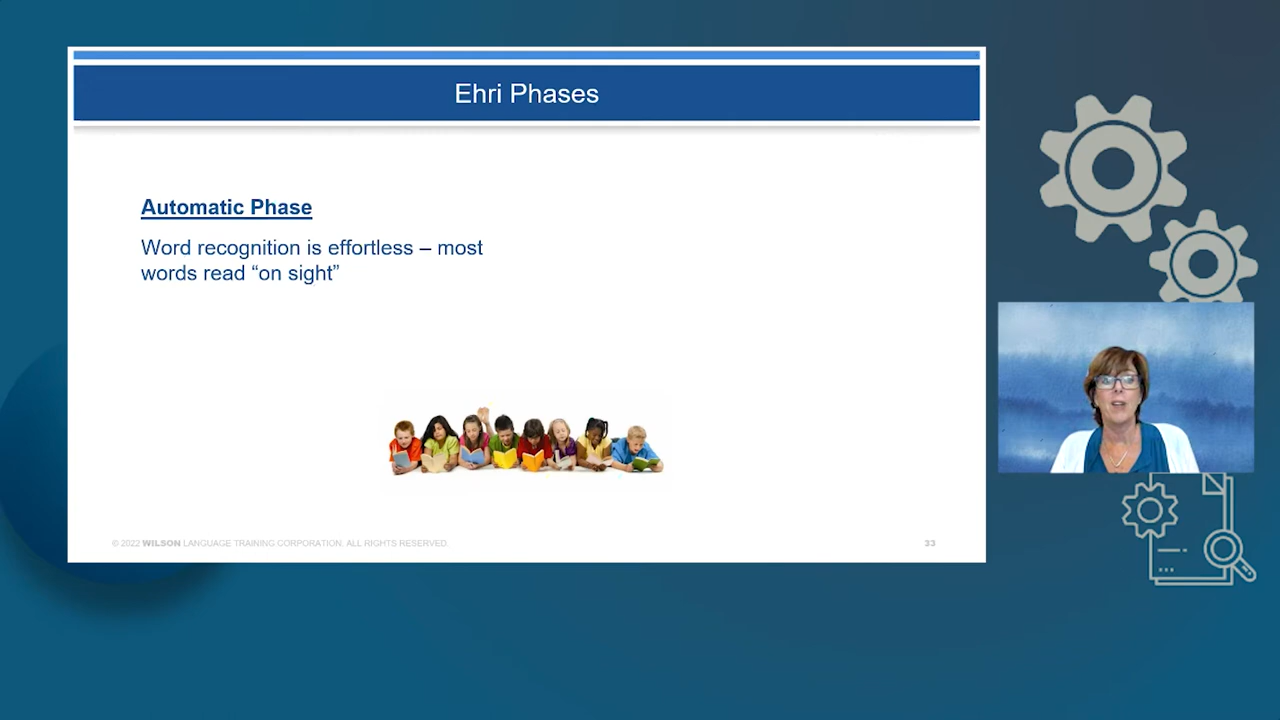 Ehri Phases
Automatic Phase
Word recognition is effortless – most
words read “on sight”
© 2022 WILSON LANGUAGE TRAINING CORPORATION. ALL RIGHTS RESERVED.
33